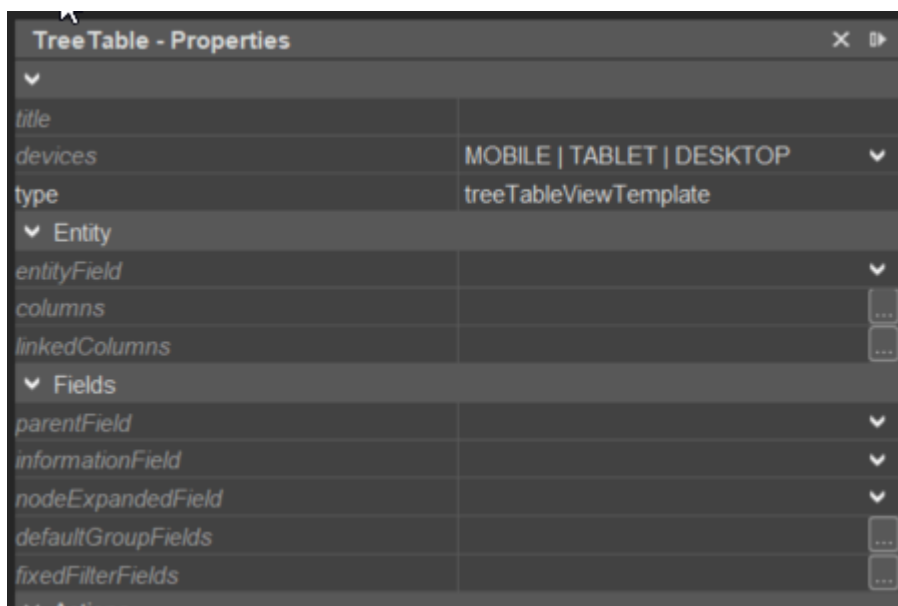 TreeTable - Properties
title
devices MOBILE | TABLET | DESKTOP
type treeTableViewTemplate
Entity
entityField
columns ...
linkedColumns ...
Fields
parentField
informationField
nodeExpandedField
defaultGroupFields ...
fixedFilterFields ...